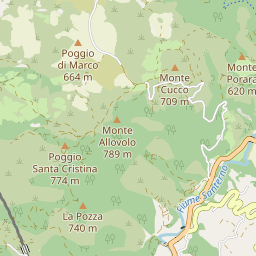 Poggio
di Marco
664 m
Monte
Cucco
709 m
Monte
Porara
620 m
Monte
Allovolo
789 m
Poggio
Santa Cristina
774 m
Fiume Santerno
La Pozza
740 m